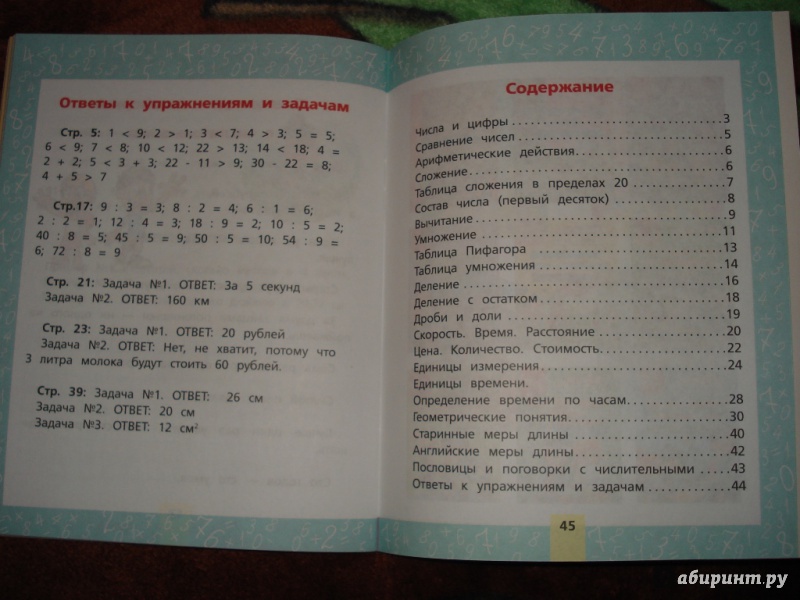 Ответы к упражнениям и задачам
Стр. 5: 1 < 9; 2 > 1; 3 < 7; 4 > 3; 5 = 5;
6 < 9; 7 < 8; 10 < 12; 22 > 13; 14 < 18; 4 =
2 + 2; 5 < 3 + 3; 22 - 11 > 9; 30 - 22 = 8;
4 + 5 > 7
Стр.17: 9 : 3 = 3; 8 : 2 = 4; 6 : 1 = 6;
2 : 2 = 1; 12 : 4 = 3; 18 : 9 = 2; 10 : 5 = 2;
40 : 8 = 5; 45 : 5 = 9; 50 : 5 = 10; 54 : 9 =
6; 72 : 8 = 9
Стр. 21: Задача №1. ОТВЕТ: За 5 секунд
Задача №2. ОТВЕТ: 160 км
Стр. 23: Задача №1. ОТВЕТ: 20 рублей
Задача №2. ОТВЕТ: Нет, не хватит, потому что
3 литра молока будут стоить 60 рублей.
Стр. 39: Задача №1. ОТВЕТ: 26 см
Задача №2. ОТВЕТ: 20 см
Задача №3. ОТВЕТ: 12 см²
Содержание
Числа и цифры ..... 3
Сравнение чисел ..... 5
Арифметические действия ..... 6
Сложение ..... 6
Таблица сложения в пределах 20 ..... 7
Состав числа (первый десяток) ..... 8
Вычитание ..... 9
Умножение ..... 11
Таблица Пифагора ..... 13
Таблица умножения ..... 14
Деление ..... 16
Деление с остатком ..... 18
Дроби и доли ..... 19
Скорость. Время. Расстояние ..... 20
Цена. Количество. Стоимость ..... 22
Единицы измерения ..... 24
Единицы времени.
Определение времени по часам ..... 28
Геометрические понятия ..... 30
Старинные меры длины ..... 40
Английские меры длины ..... 42
Пословицы и поговорки с числительными ..... 43
Ответы к упражнениям и задачам ..... 44
45
абиринт.ру